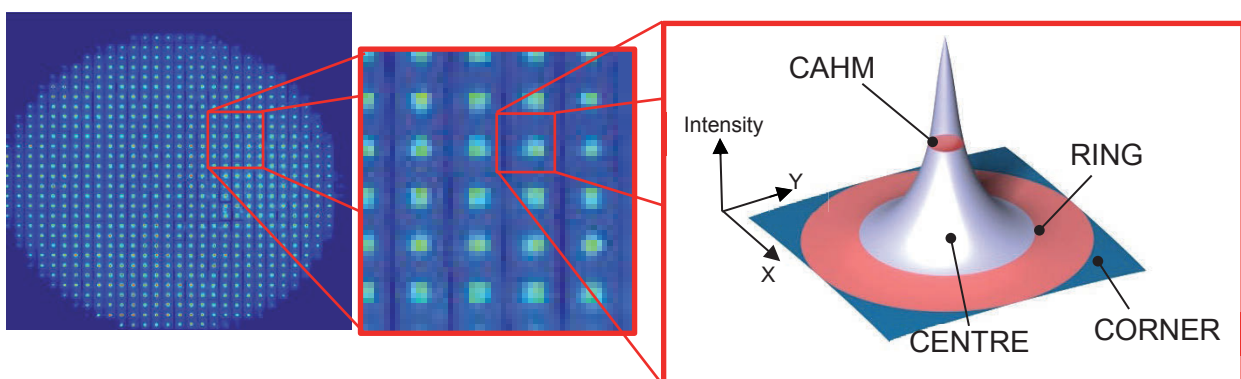 CAHM
Intensity
RING
Y
X
CENTRE
CORNER